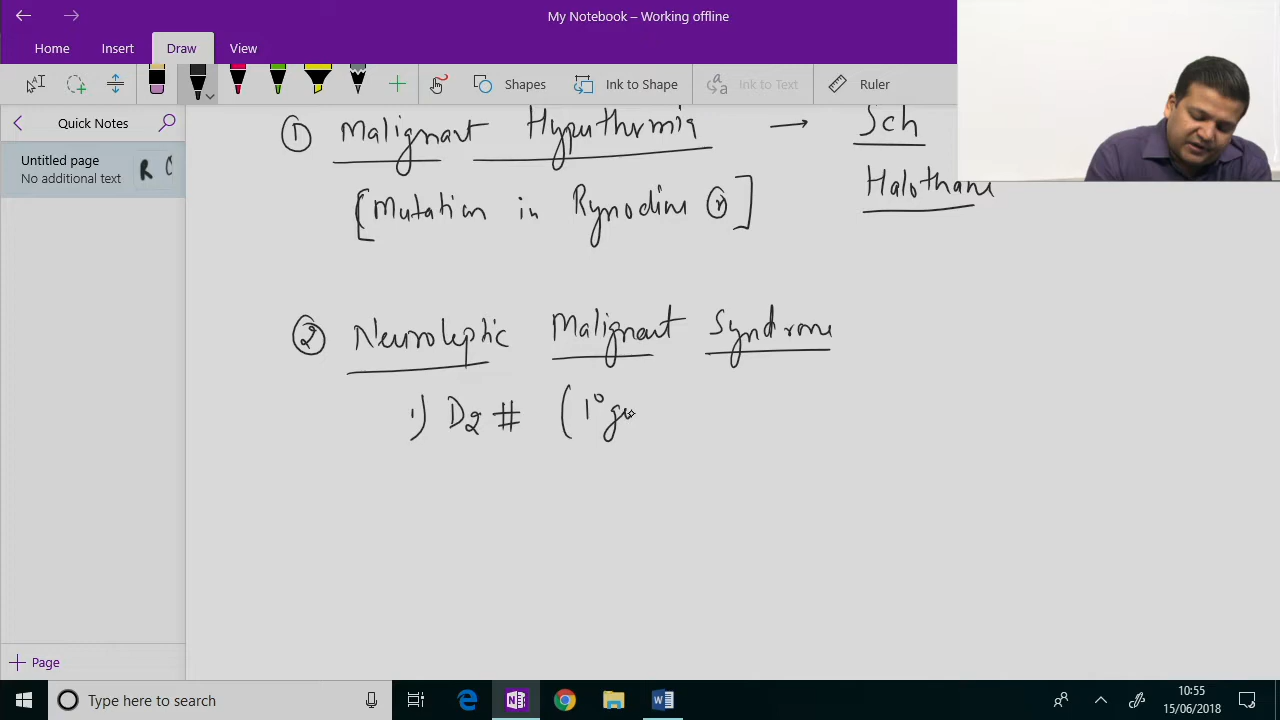 My Notebook – Working offline
Home Insert Draw View
Shapes Ink to Shape Ink to Text Ruler
Quick Notes
Untitled page
No additional text R
① Malignant Hyputhrmia → Sch
Halothane
[Mutation in Rynodine ⓡ]
② Neuroleptic Malignant Syndrome
1) D2 # (1°ge
+ Page
Type here to search
10:55
15/06/2018